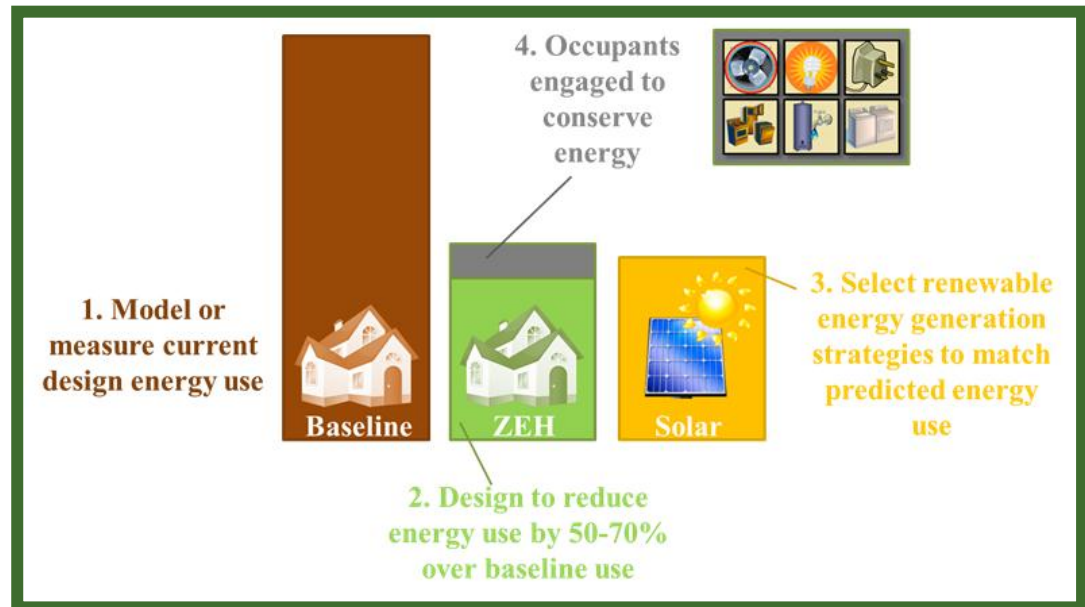 1. Model or
measure current
design energy use
Baseline
2. Design to reduce
energy use by 50-70%
over baseline use
ZEH
3. Select renewable
energy generation
strategies to match
predicted energy
use
Solar
4. Occupants
engaged to
conserve
energy